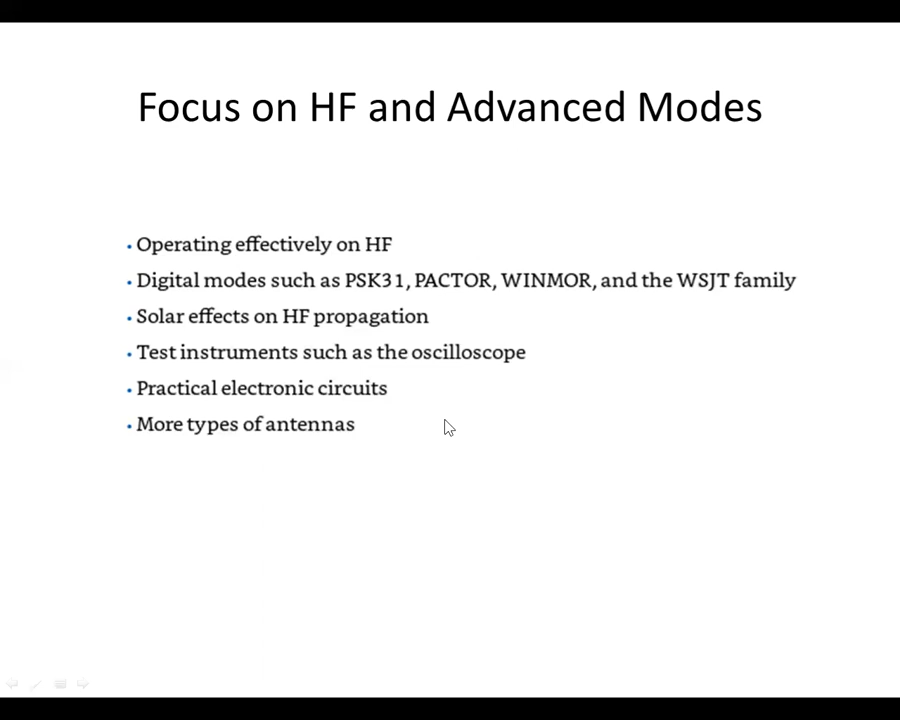 Focus on HF and Advanced Modes
• Operating effectively on HF
• Digital modes such as PSK31, PACTOR, WINMOR, and the WSJT family
• Solar effects on HF propagation
• Test instruments such as the oscilloscope
• Practical electronic circuits
• More types of antennas